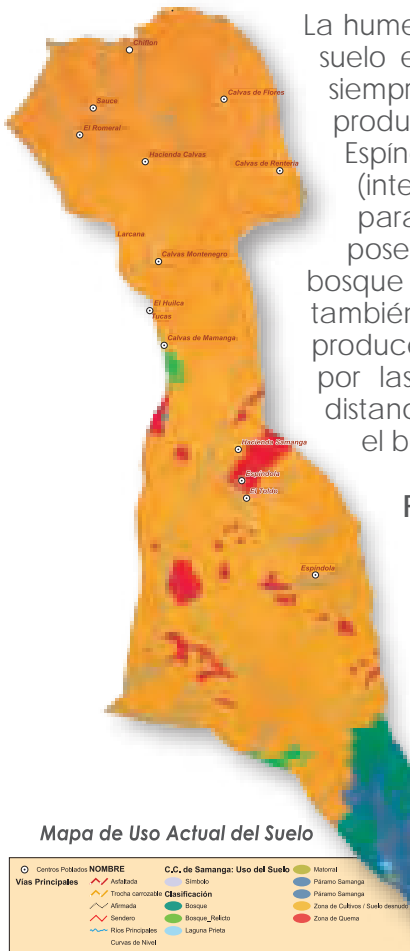 La hume
suelo e
siempre
produ
Espín
(inte
para
pose
bosque
también
produce
por las
distanc
el b
Chiflon
Sauce
Calvas de Flores
El Romeral
Hacienda Calvas
Calvas de Rentería
Larcana
Calvas Montenegro
El Huilca
Tucas
Calvas de Mamanga
Hacienda Samanga
Espíndola
El Toldo
Espíndola
Mapa de Uso Actual del Suelo
Centros Poblados
Vías Principales
NOMBRE
Asfaltada
Trocha carrozable
Afirmada
Sendero
Ríos Principales
Curvas de Nivel
C.C. de Samanga: Uso del Suelo
Símbolo
Clasificación
Bosque
Bosque_Relicto
Laguna Prieta
Matorral
Páramo Samanga
Páramo Samanga
Zona de Cultivos / Suelo desnudo
Zona de Quema